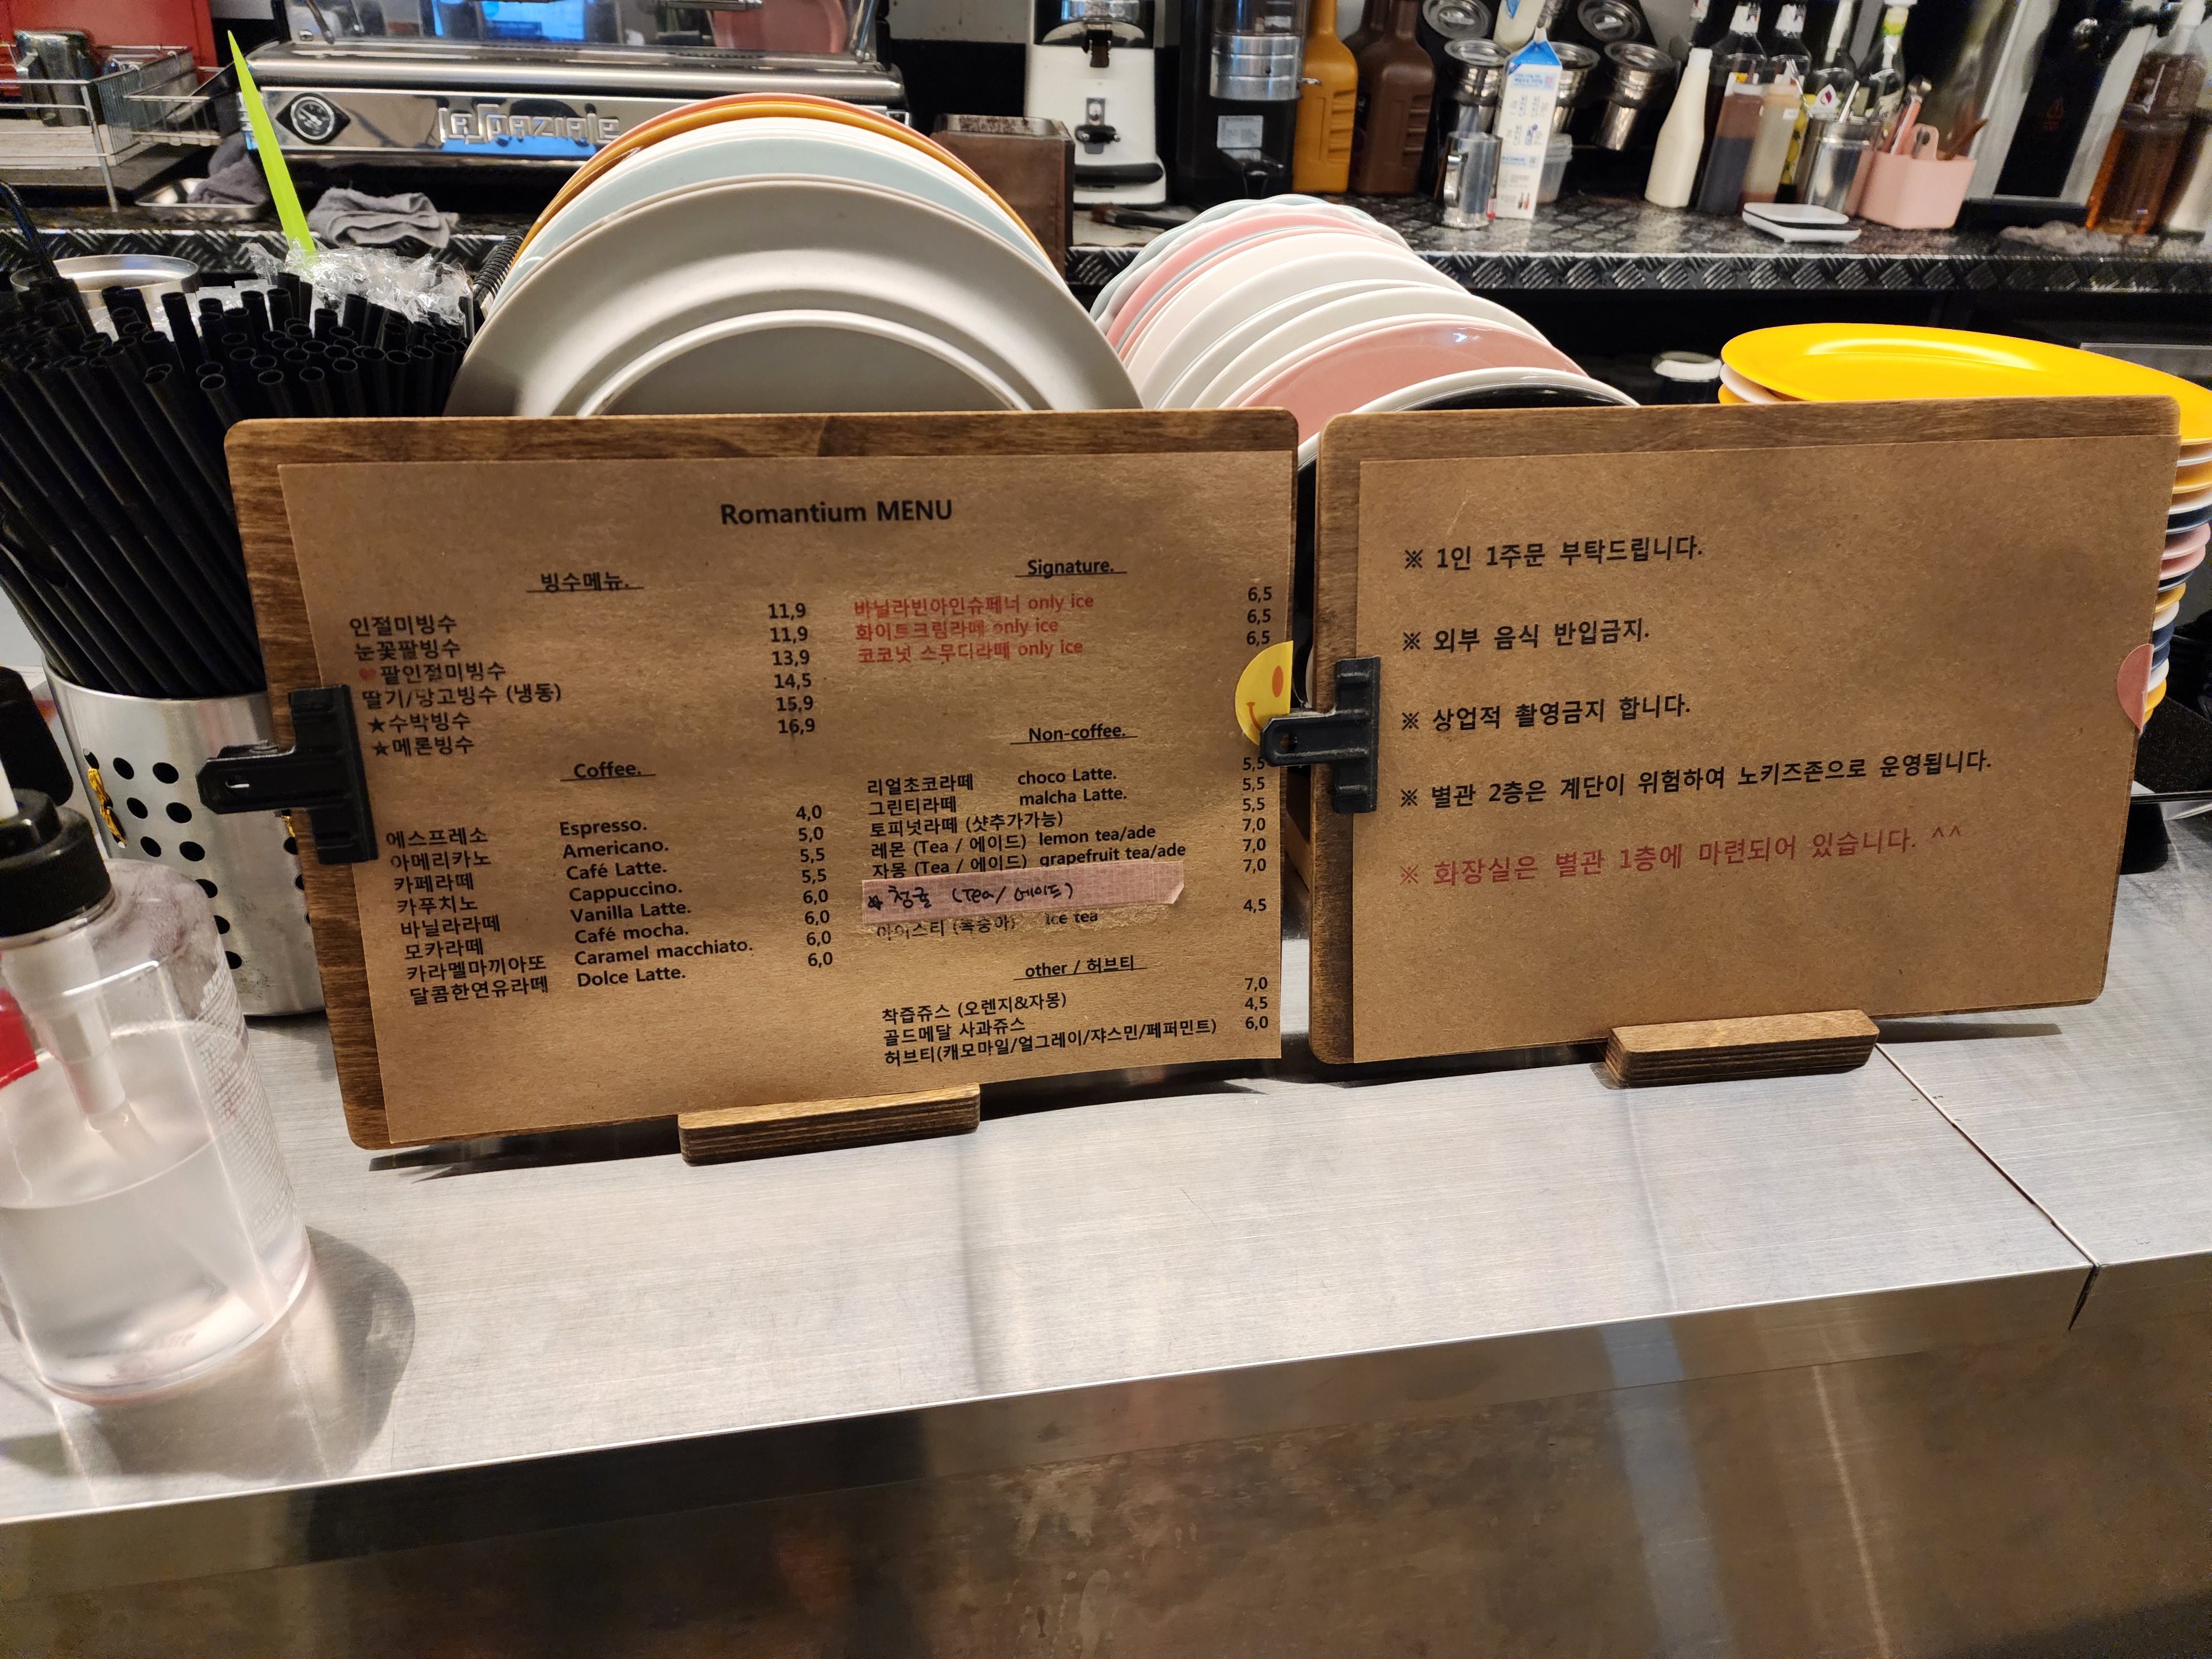 La Spaziale
Romantium MENU
빙수메뉴.
인절미빙수 11,9
눈꽃팥빙수 11,9
❤팥인절미빙수 13,9
딸기/망고빙수 (냉동) 14,5
★수박빙수 15,9
★메론빙수 16,9
Coffee.
에스프레소 Espresso. 4,0
아메리카노 Americano. 5,0
카페라떼 Café Latte. 5,5
카푸치노 Cappuccino. 5,5
바닐라라떼 Vanilla Latte. 6,0
모카라떼 Café mocha. 6,0
카라멜마끼아또 Caramel macchiato. 6,0
달콤한연유라떼 Dolce Latte. 6,0
Signature.
바닐라빈아인슈페너 only ice 6,5
화이트크림라떼 only ice 6,5
코코넛 스무디라떼 only ice 6,5
Non-coffee.
리얼초코라떼 choco Latte. 5,5
그린티라떼 malcha Latte. 5,5
토피넛라떼 (샷추가가능) 5,5
레몬 (Tea / 에이드) lemon tea/ade 7,0
자몽 (Tea / 에이드) grapefruit tea/ade 7,0
☆ 청귤 (Tea/에이드) 7,0
아이스티 (복숭아) ice tea 4,5
other / 허브티
착즙쥬스 (오렌지&자몽) 7,0
골드메달 사과쥬스 4,5
허브티(캐모마일/얼그레이/쟈스민/페퍼민트) 6,0
※ 1인 1주문 부탁드립니다.
※ 외부 음식 반입금지.
※ 상업적 촬영금지 합니다.
※ 별관 2층은 계단이 위험하여 노키즈존으로 운영됩니다.
※ 화장실은 별관 1층에 마련되어 있습니다. ^^